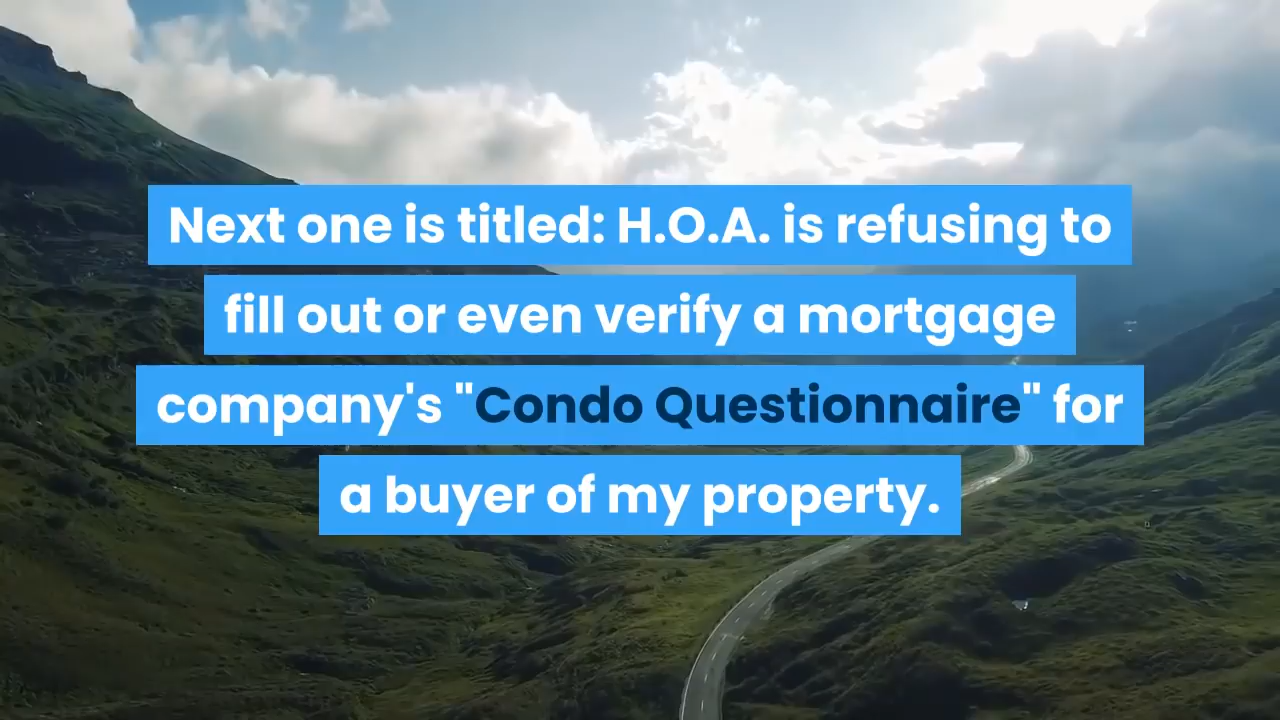 Next one is titled: H.O.A. is refusing to
fill out or even verify a mortgage
company's "Condo Questionnaire" for
a buyer of my property.